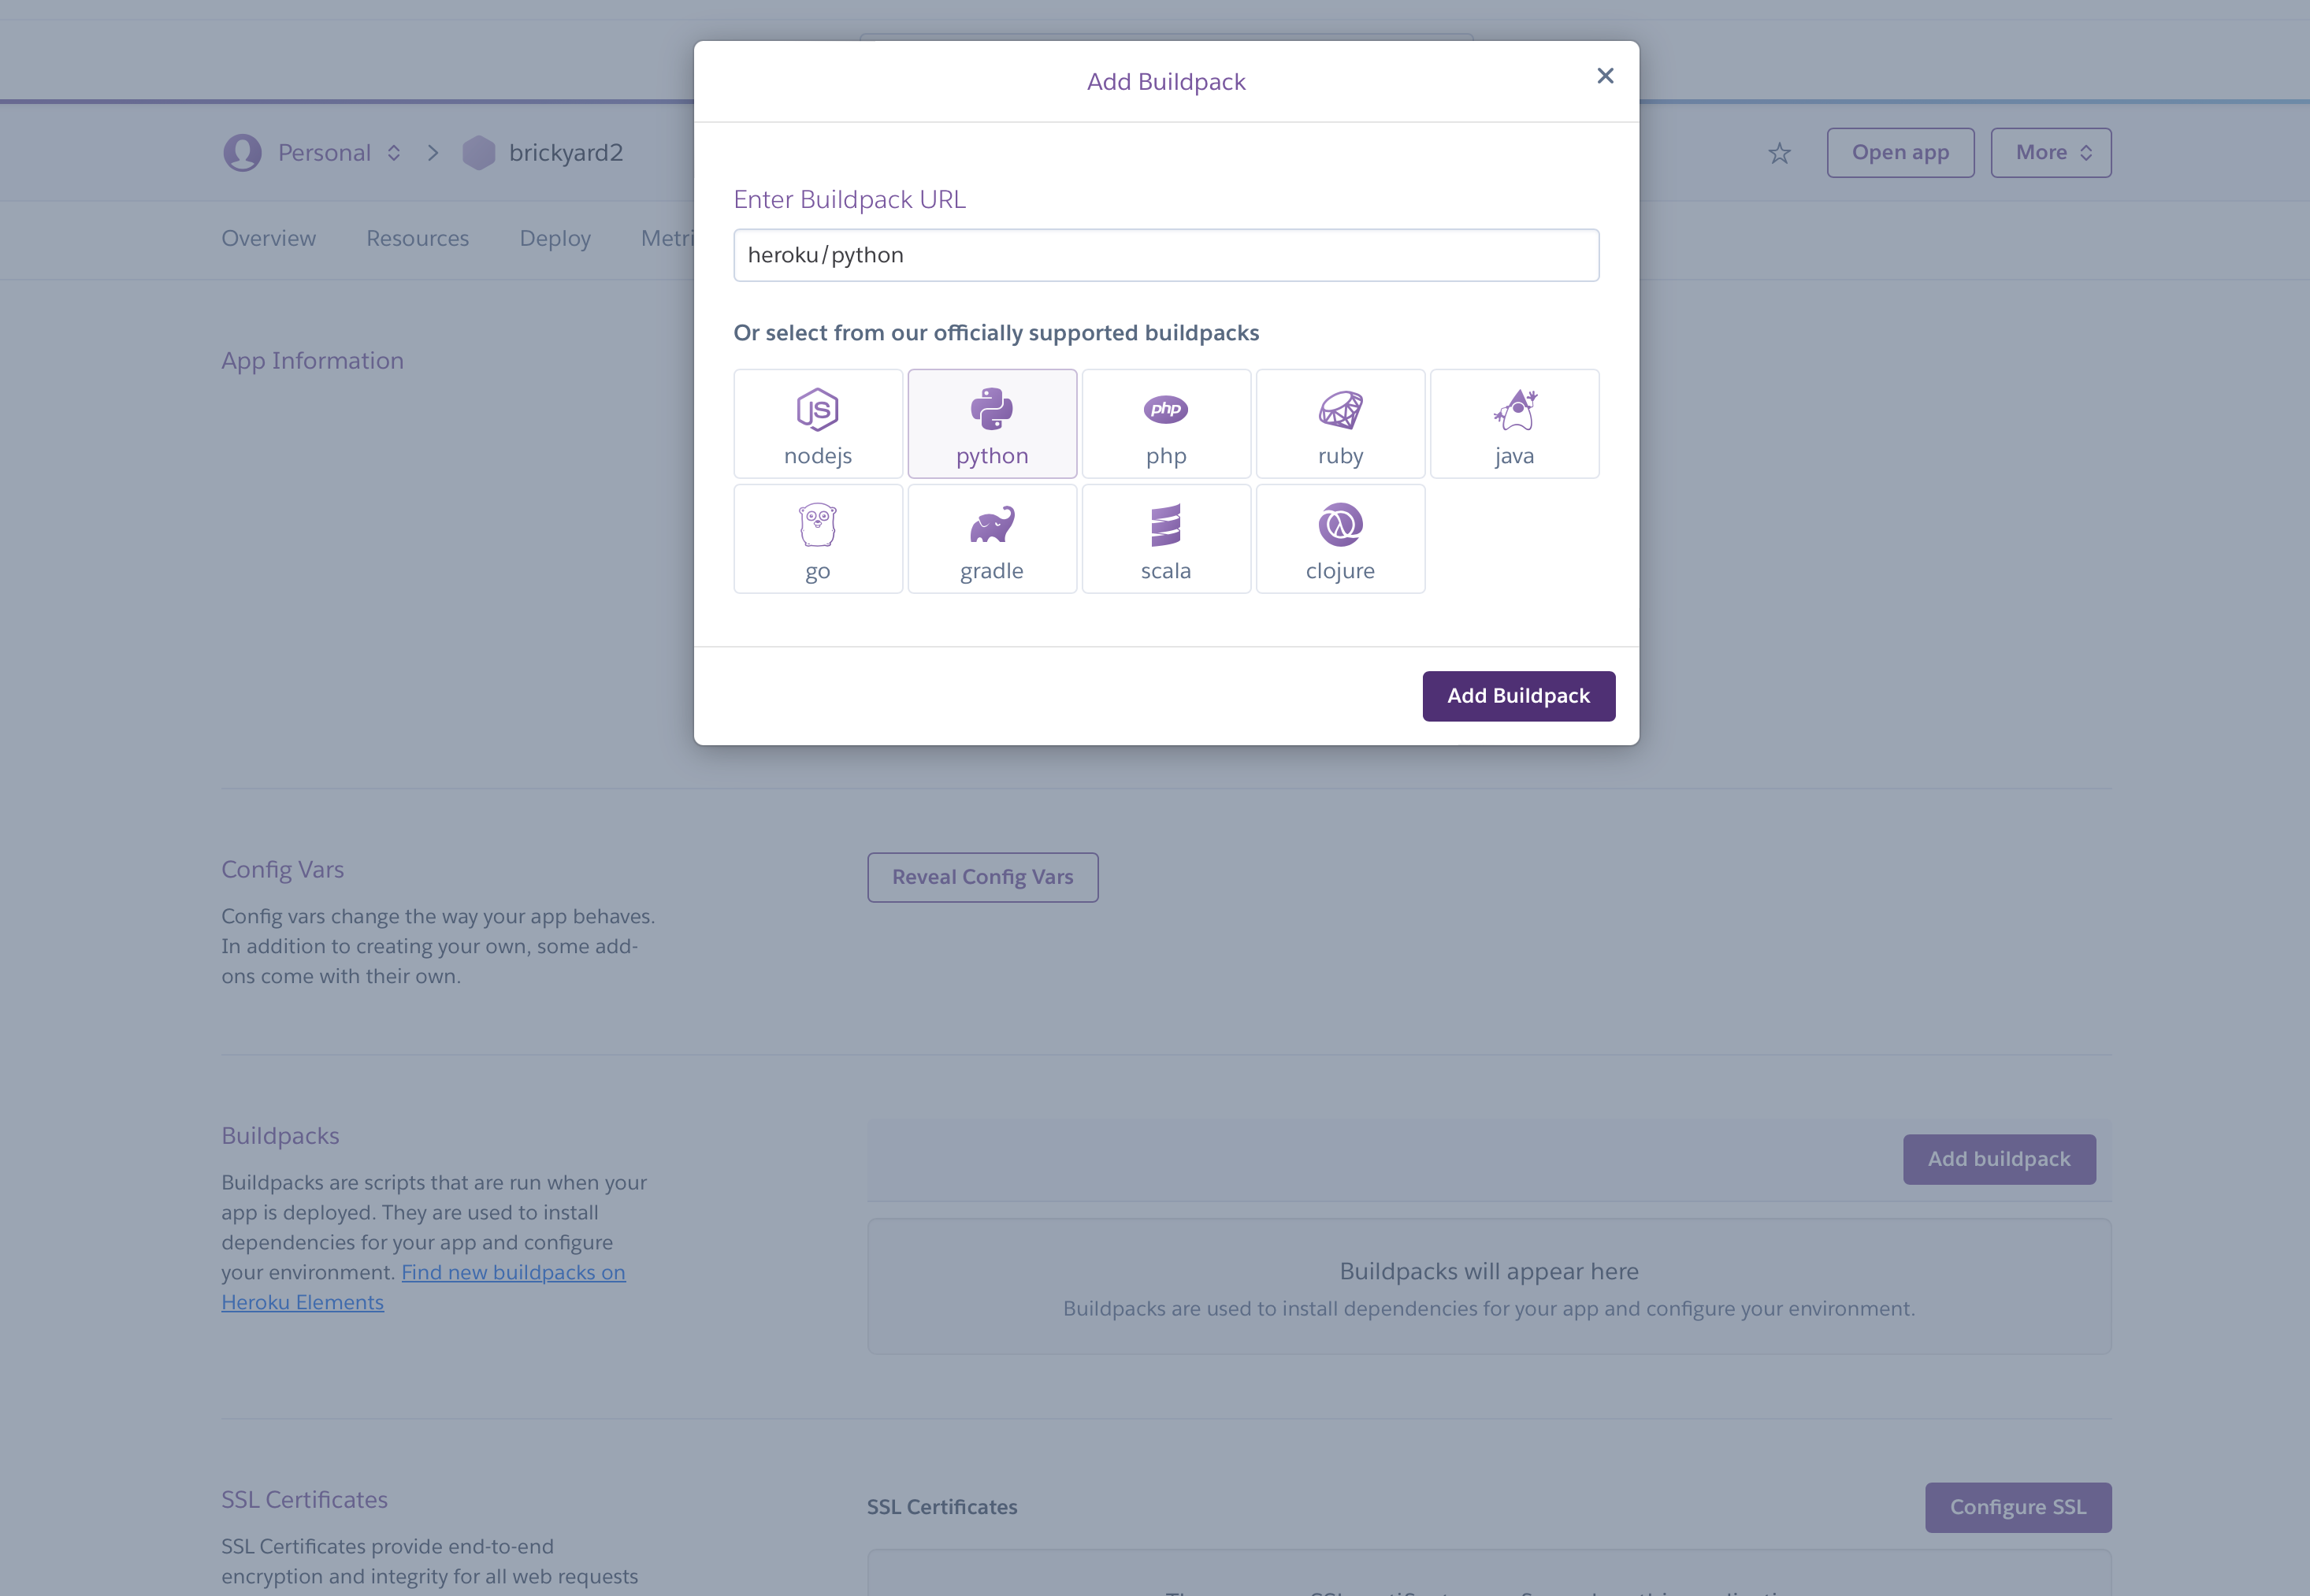 Add Buildpack
Personal
brickyard2
Open app
More
Overview
Resources
Deploy
Enter Buildpack URL
heroku/python
Or select from our officially supported buildpacks
JS
nodejs
python
php
php
ruby
java
go
gradle
scala
clojure
Add Buildpack
App Information
Config Vars
Config vars change the way your app behaves.
In addition to creating your own, some add-
ons come with their own.
Reveal Config Vars
Buildpacks
Buildpacks are scripts that are run when your
app is deployed. They are used to install
dependencies for your app and configure
your environment. Find new buildpacks on
Heroku Elements
Add buildpack
Buildpacks will appear here
Buildpacks are used to install dependencies for your app and configure your environment.
SSL Certificates
SSL Certificates provide end-to-end
encryption and integrity for all web requests
SSL Certificates
Configure SSL